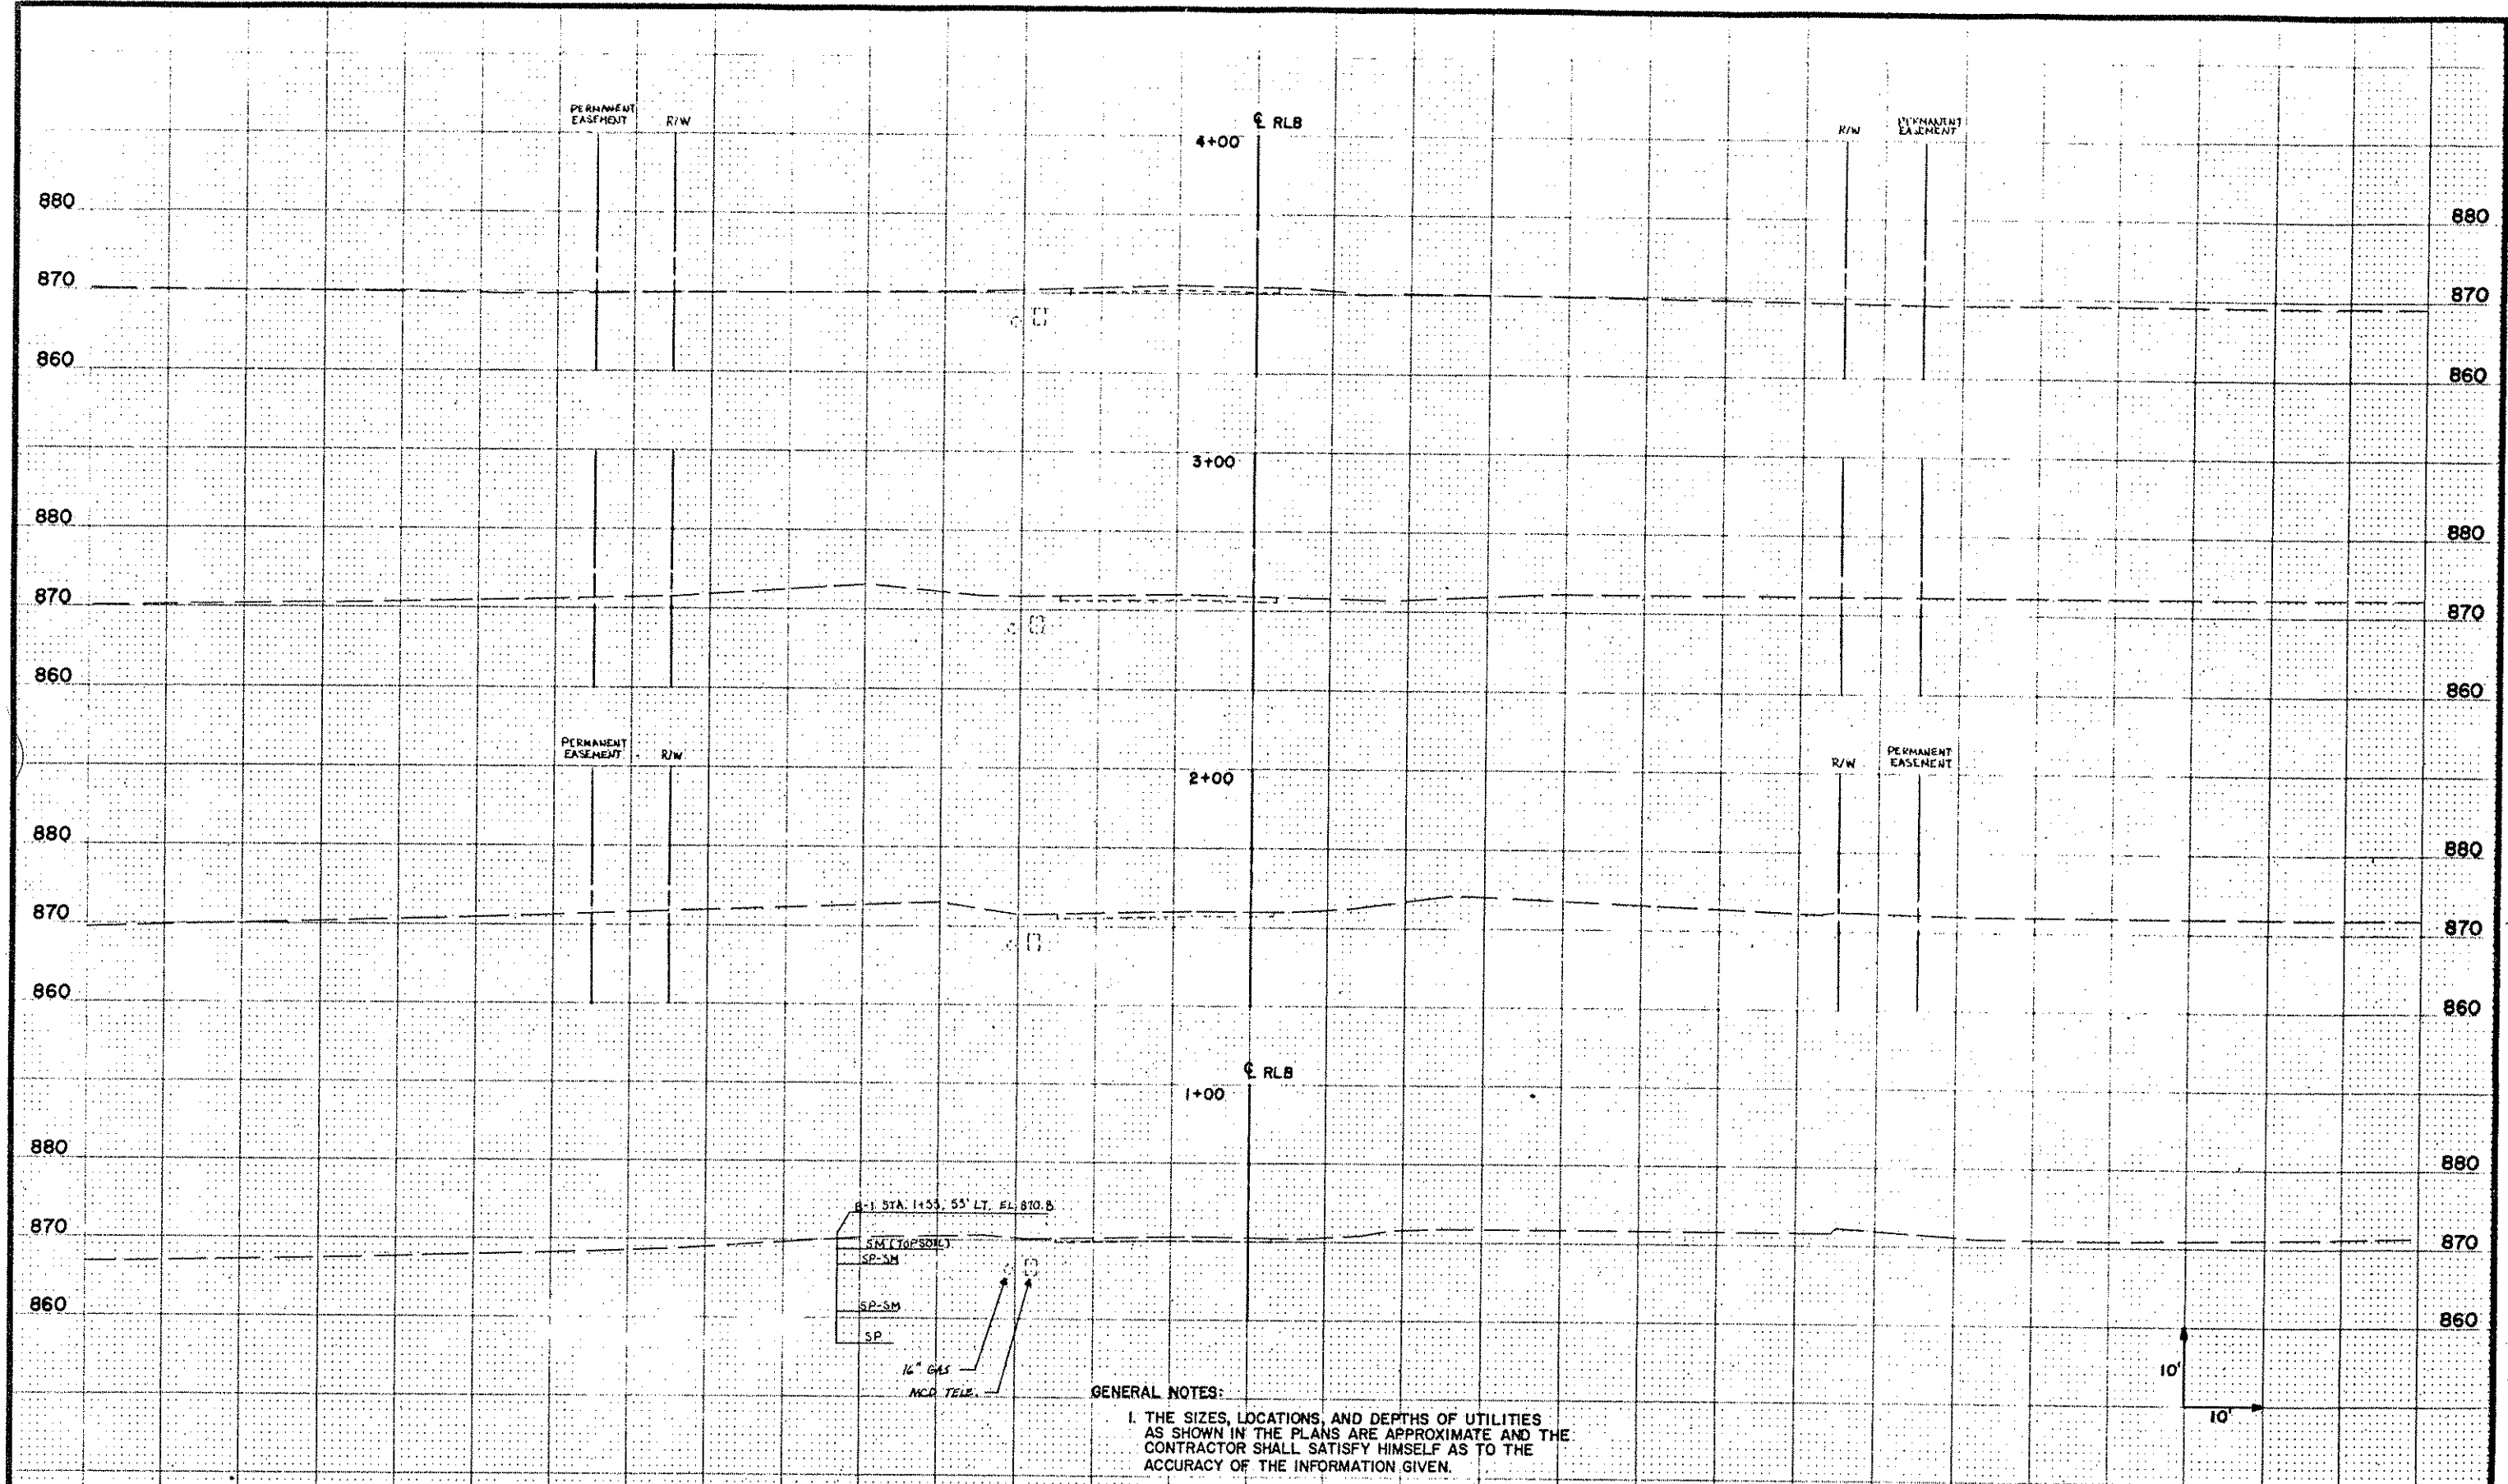 PERMANENT
EASEMENT
R/W
℄ RLB
4+00
R/W
PERMANENT
EASEMENT
880
880
870
870
860
860
3+00
880
880
870
870
860
860
PERMANENT
EASEMENT
R/W
2+00
R/W
PERMANENT
EASEMENT
880
880
870
870
860
860
℄ RLB
1+00
880
880
B-1 STA. 1+55, 55' LT. EL. 870.8
870
870
SM (TOPSOIL)
SP-SM
860
860
SP-SM
SP
16" GAS
MCD TELE.
10'
10'
GENERAL NOTES:
1. THE SIZES, LOCATIONS, AND DEPTHS OF UTILITIES
AS SHOWN IN THE PLANS ARE APPROXIMATE AND THE
CONTRACTOR SHALL SATISFY HIMSELF AS TO THE
ACCURACY OF THE INFORMATION GIVEN.